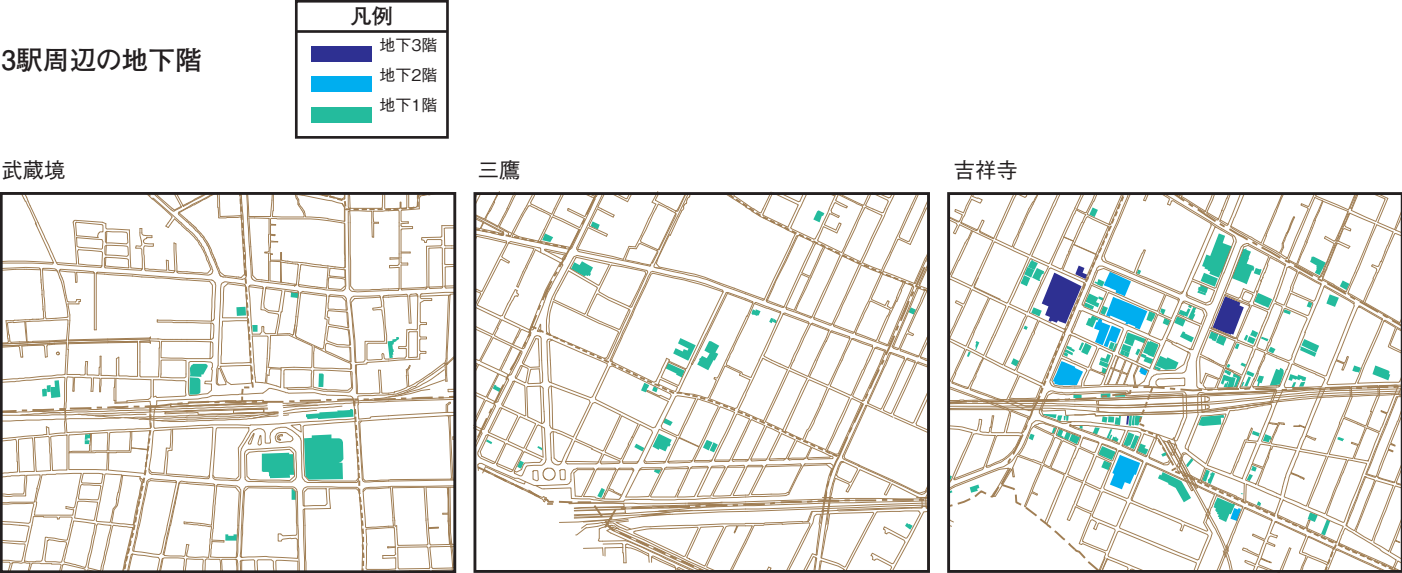 3駅周辺の地下階
凡例
地下3階
地下2階
地下1階
武蔵境
三鷹
吉祥寺